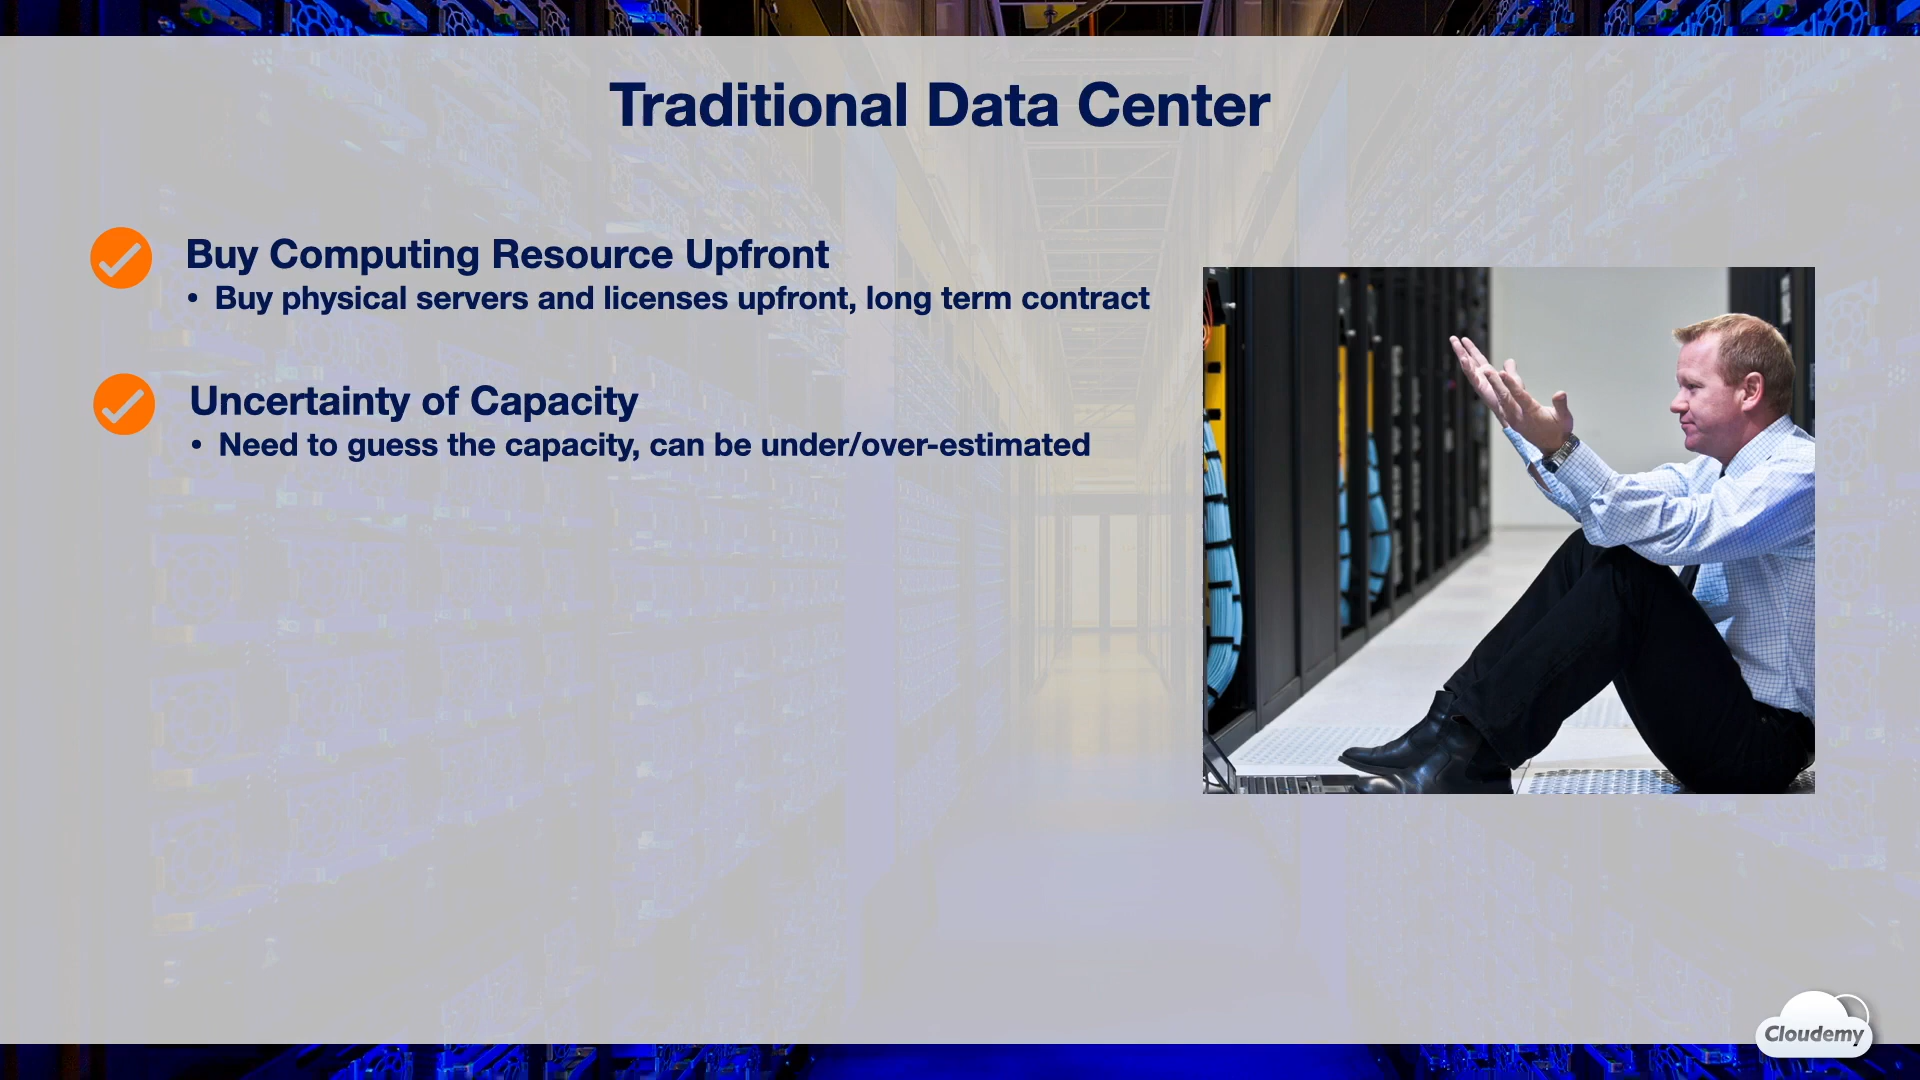 Traditional Data Center
Buy Computing Resource Upfront
• Buy physical servers and licenses upfront, long term contract
Uncertainty of Capacity
• Need to guess the capacity, can be under/over-estimated
Cloudemy